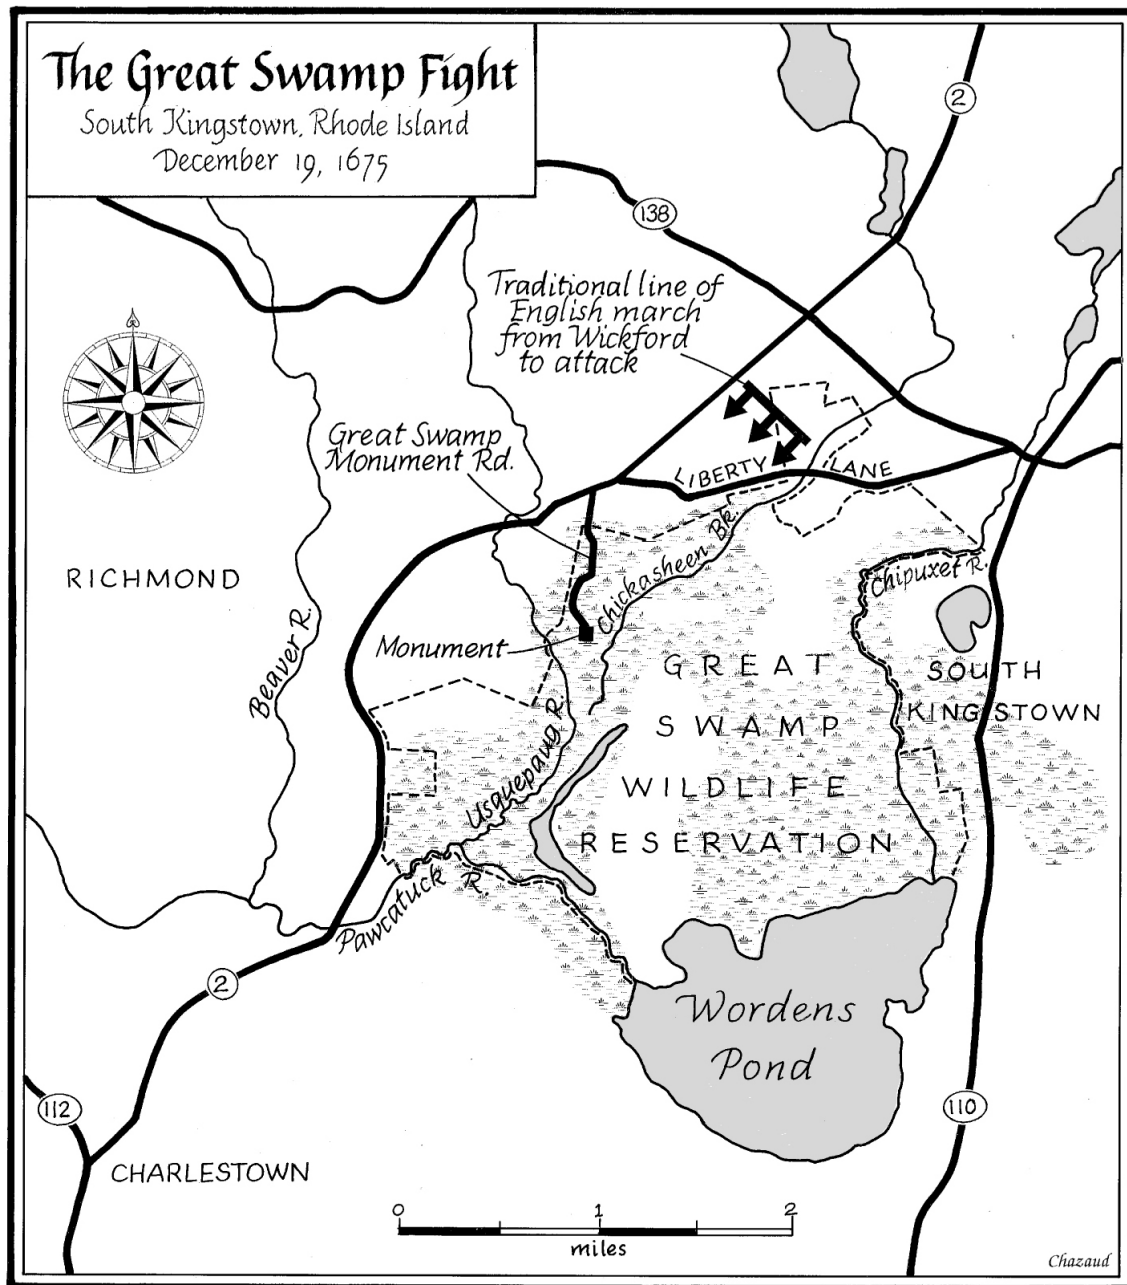 The Great Swamp Fight
South Kingstown, Rhode Island
December 19, 1675
2
138
Traditional line of
English march
from Wickford
to attack
Great Swamp
Monument Rd.
LIBERTY LANE
Chickasheen Bk.
Chipuxet R.
RICHMOND
Beaver R.
Monument
GREAT
SWAMP
WILDLIFE
RESERVATION
SOUTH
KINGSTOWN
Usquepaug R.
Pawcatuck R.
2
Wordens
Pond
112
110
CHARLESTOWN
0 1 2
miles
Chazaud